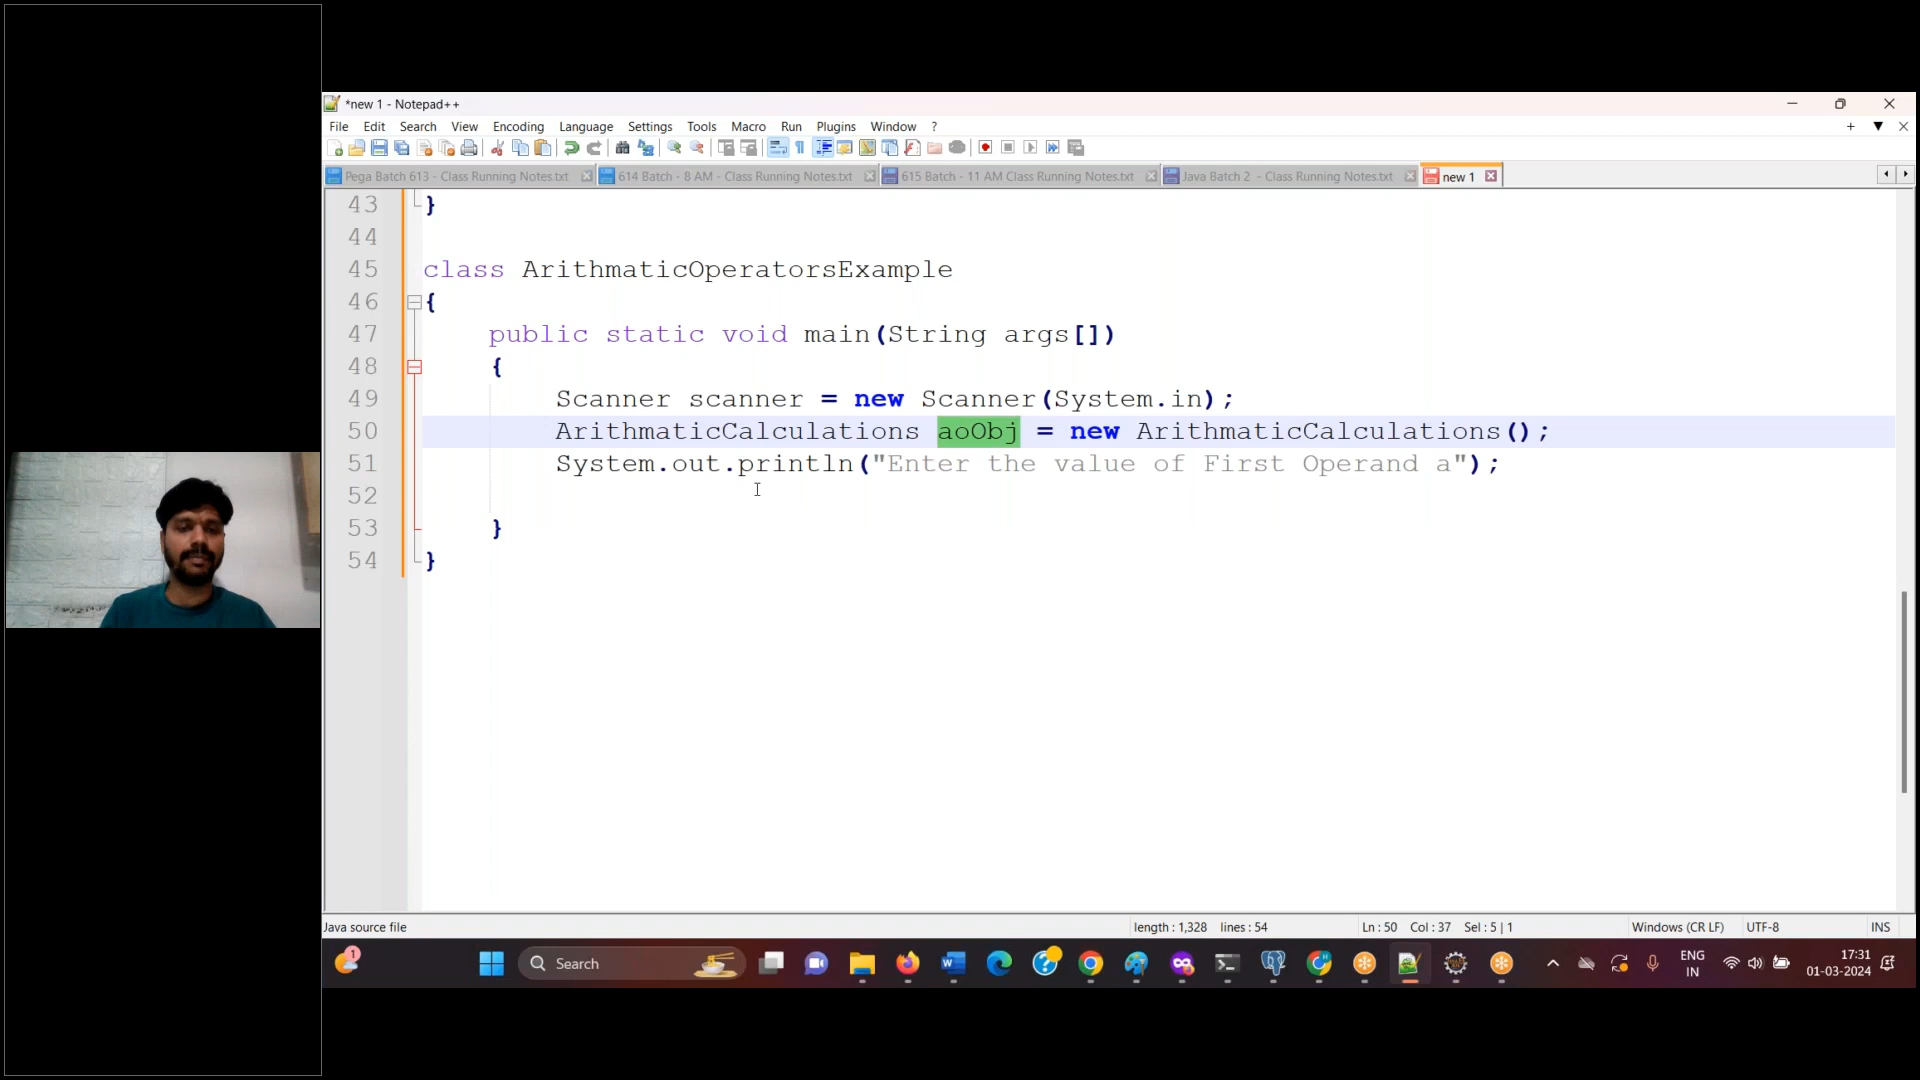 *new 1 - Notepad++
File Edit Search View Encoding Language Settings Tools Macro Run Plugins Window ?
Pega Batch 613 - Class Running Notes.txt 614 Batch - 8 AM - Class Running Notes.txt 615 Batch - 11 AM Class Running Notes.txt Java Batch 2 - Class Running Notes.txt new 1
43 }
44
45 class ArithmaticOperatorsExample
46 {
47 public static void main(String args[])
48 {
49 Scanner scanner = new Scanner(System.in);
50 ArithmaticCalculations aoObj = new ArithmaticCalculations();
51 System.out.println("Enter the value of First Operand a");
52
53 }
54 }
Java source file length : 1,328 lines : 54 Ln : 50 Col : 37 Sel : 5 | 1 Windows (CR LF) UTF-8 INS
1 Search ENG IN 17:31 01-03-2024